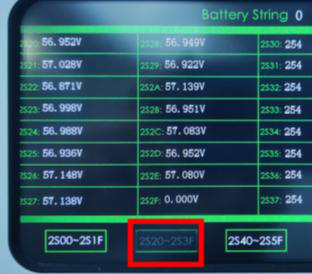 Battery String 0
2S20: 56.952V 2S28: 56.949V 2S30: 254
2S21: 57.028V 2S29: 56.922V 2S31: 254
2S22: 56.871V 2S2A: 57.139V 2S32: 254
2S23: 56.998V 2S2B: 56.951V 2S33: 254
2S24: 56.988V 2S2C: 57.083V 2S34: 254
2S25: 56.936V 2S2D: 56.952V 2S35: 254
2S26: 57.148V 2S2E: 57.080V 2S36: 254
2S27: 57.138V 2S2F: 0.000V 2S37: 254
2S00~2S1F 2S20~2S3F 2S40~2S5F